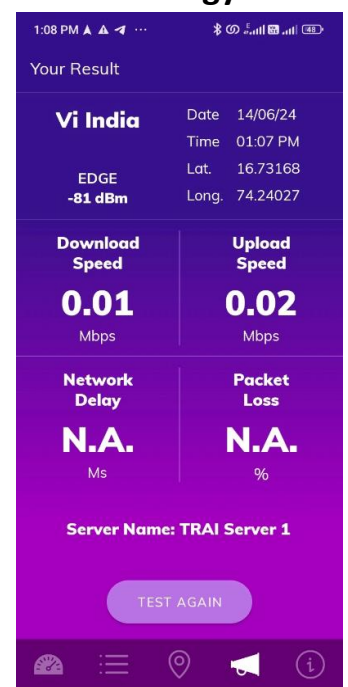 1:08 PM
48
Your Result
Vi India
EDGE
-81 dBm
Date 14/06/24
Time 01:07 PM
Lat. 16.73168
Long. 74.24027
Download
Speed
0.01
Mbps
Upload
Speed
0.02
Mbps
Network
Delay
N.A.
Ms
Packet
Loss
N.A.
%
Server Name: TRAI Server 1
TEST AGAIN